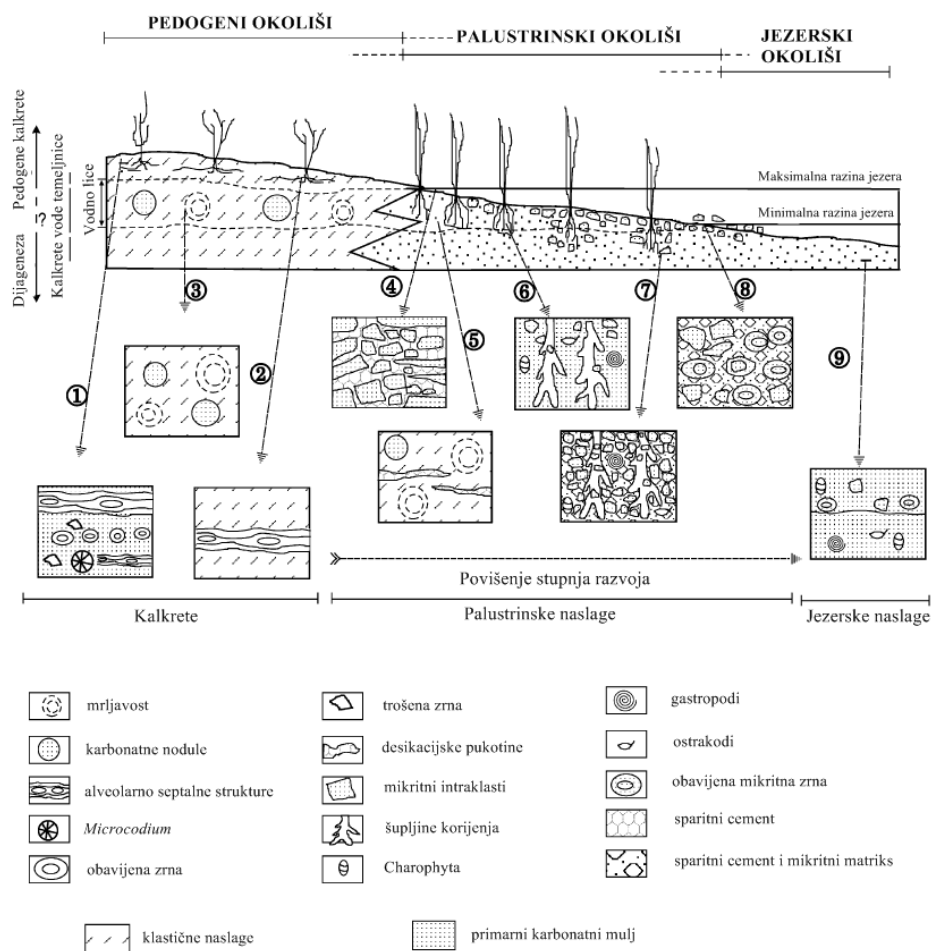 PEDOGENI OKOLIŠI
PALUSTRINSKI OKOLIŠI
JEZERSKI
OKOLIŠI
Pedogene kalkrete
Dijageneza
Kalkrete vode temeljnice
Vodno lice
Maksimalna razina jezera
Minimalna razina jezera
①
②
③
④
⑤
⑥
⑦
⑧
⑨
Povišenje stupnja razvoja
Kalkrete
Palustrinske naslage
Jezerske naslage
mrljavost
karbonatne nodule
alveolarno septalne strukture
Microcodium
obavijena zrna
trošena zrna
desikacijske pukotine
mikritni intraklasti
šupljine korijenja
Charophyta
gastropodi
ostrakodi
obavijena mikritna zrna
sparitni cement
sparitni cement i mikritni matriks
klastične naslage
primarni karbonatni mulj